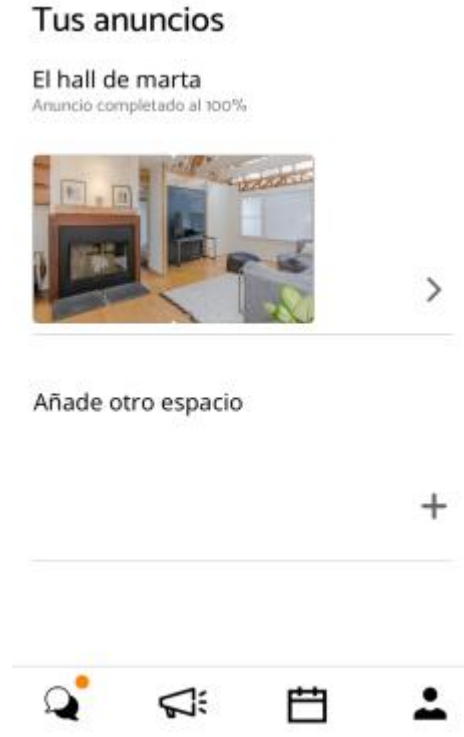 Tus anuncios
El hall de marta
Anuncio completado al 100%
Añade otro espacio